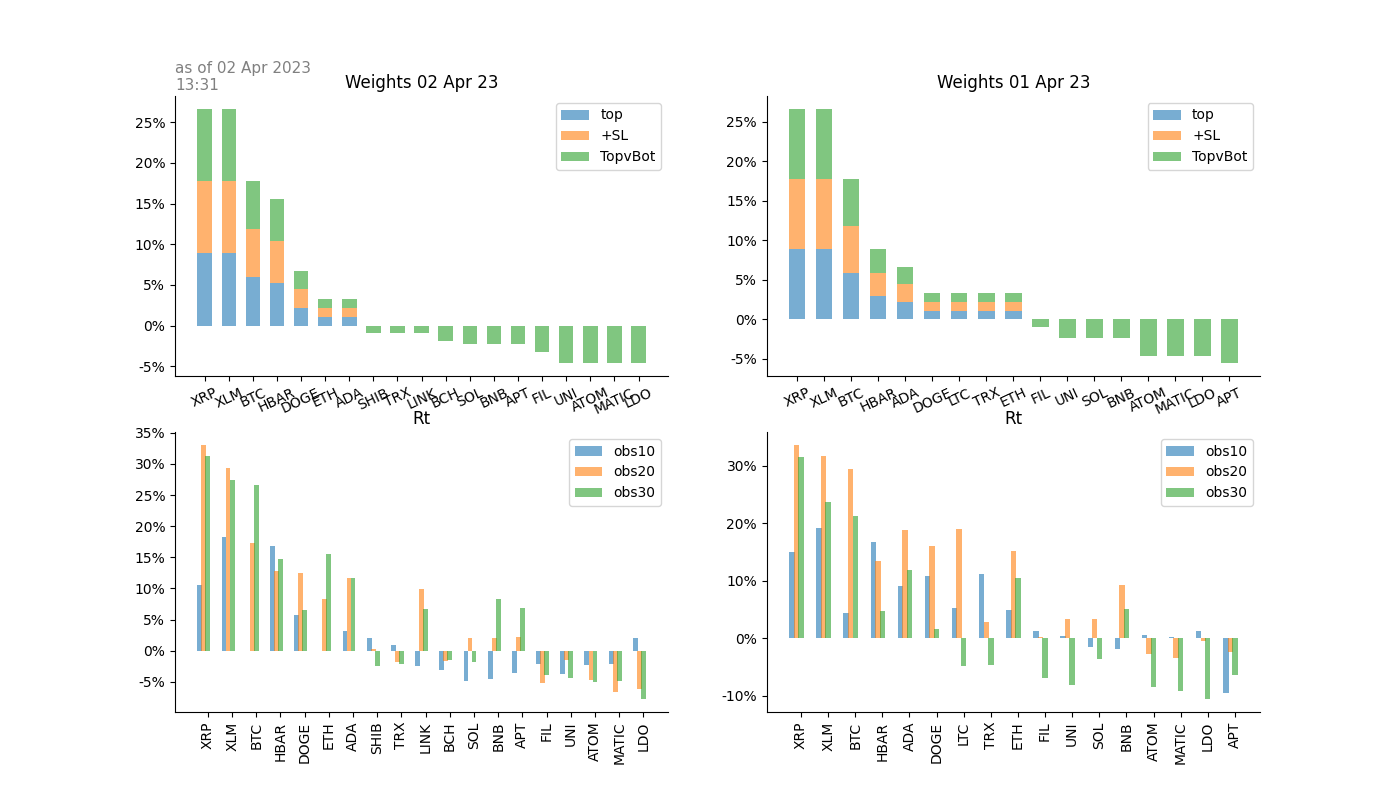 as of 02 Apr 2023
13:31
Weights 02 Apr 23
25%
20%
15%
10%
5%
0%
-5%
top
+SL
TopvBot
XRP XLM BTC HBAR DOGE ETH ADA SHIB TRX LINK BCH SOL BNB APT FIL UNI ATOM MATIC LDO
Weights 01 Apr 23
25%
20%
15%
10%
5%
0%
-5%
top
+SL
TopvBot
XRP XLM BTC HBAR ADA DOGE LTC TRX ETH FIL UNI SOL BNB ATOM MATIC LDO APT
Rt
35%
30%
25%
20%
15%
10%
5%
0%
-5%
obs10
obs20
obs30
XRP XLM BTC HBAR DOGE ETH ADA SHIB TRX LINK BCH SOL BNB APT FIL UNI ATOM MATIC LDO
Rt
30%
20%
10%
0%
-10%
obs10
obs20
obs30
XRP XLM BTC HBAR ADA DOGE LTC TRX ETH FIL UNI SOL BNB ATOM MATIC LDO APT